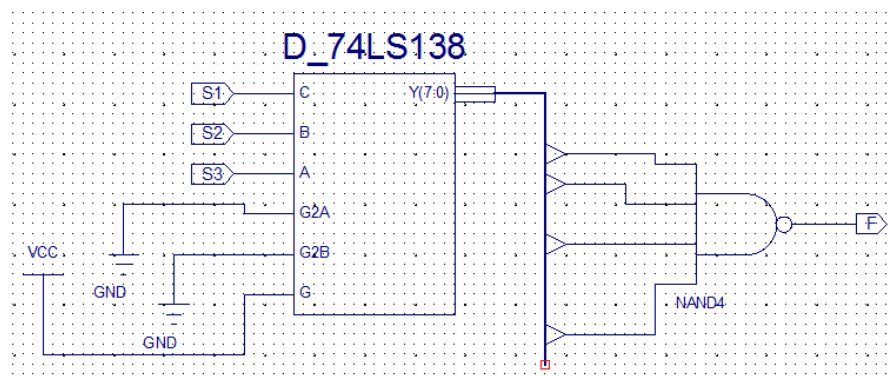 D_74LS138
S1
C
Y(7:0)
S2
B
S3
A
G2A
F
VCC
G2B
GND
G
NAND4
GND